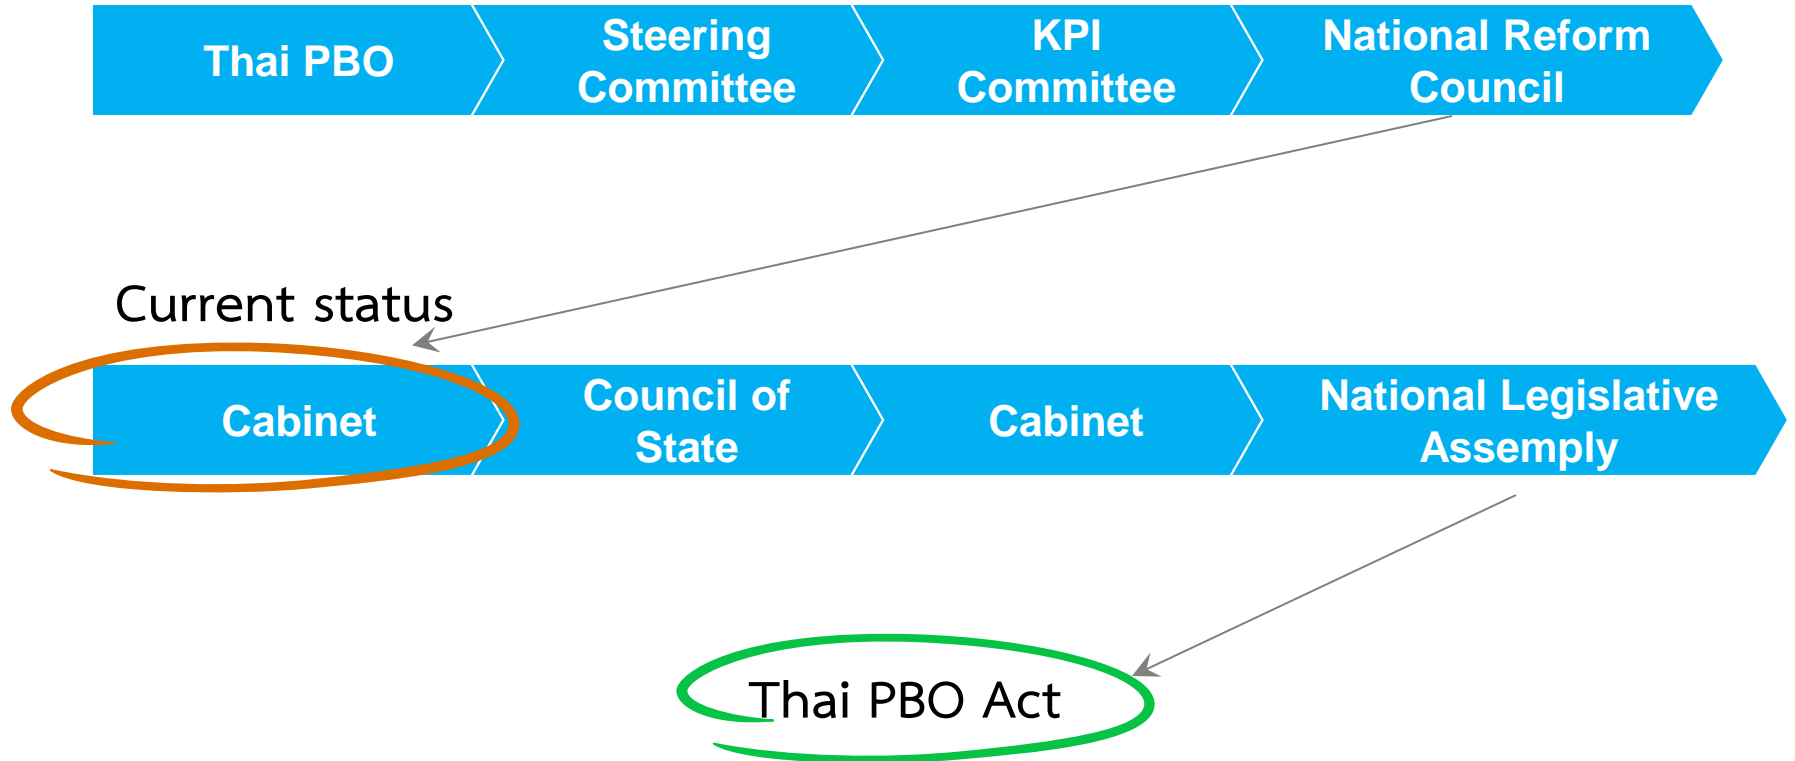 Thai PBO
Steering
Committee
KPI
Committee
National Reform
Council
Current status
Cabinet
Council of
State
Cabinet
National Legislative
Assemply
Thai PBO Act